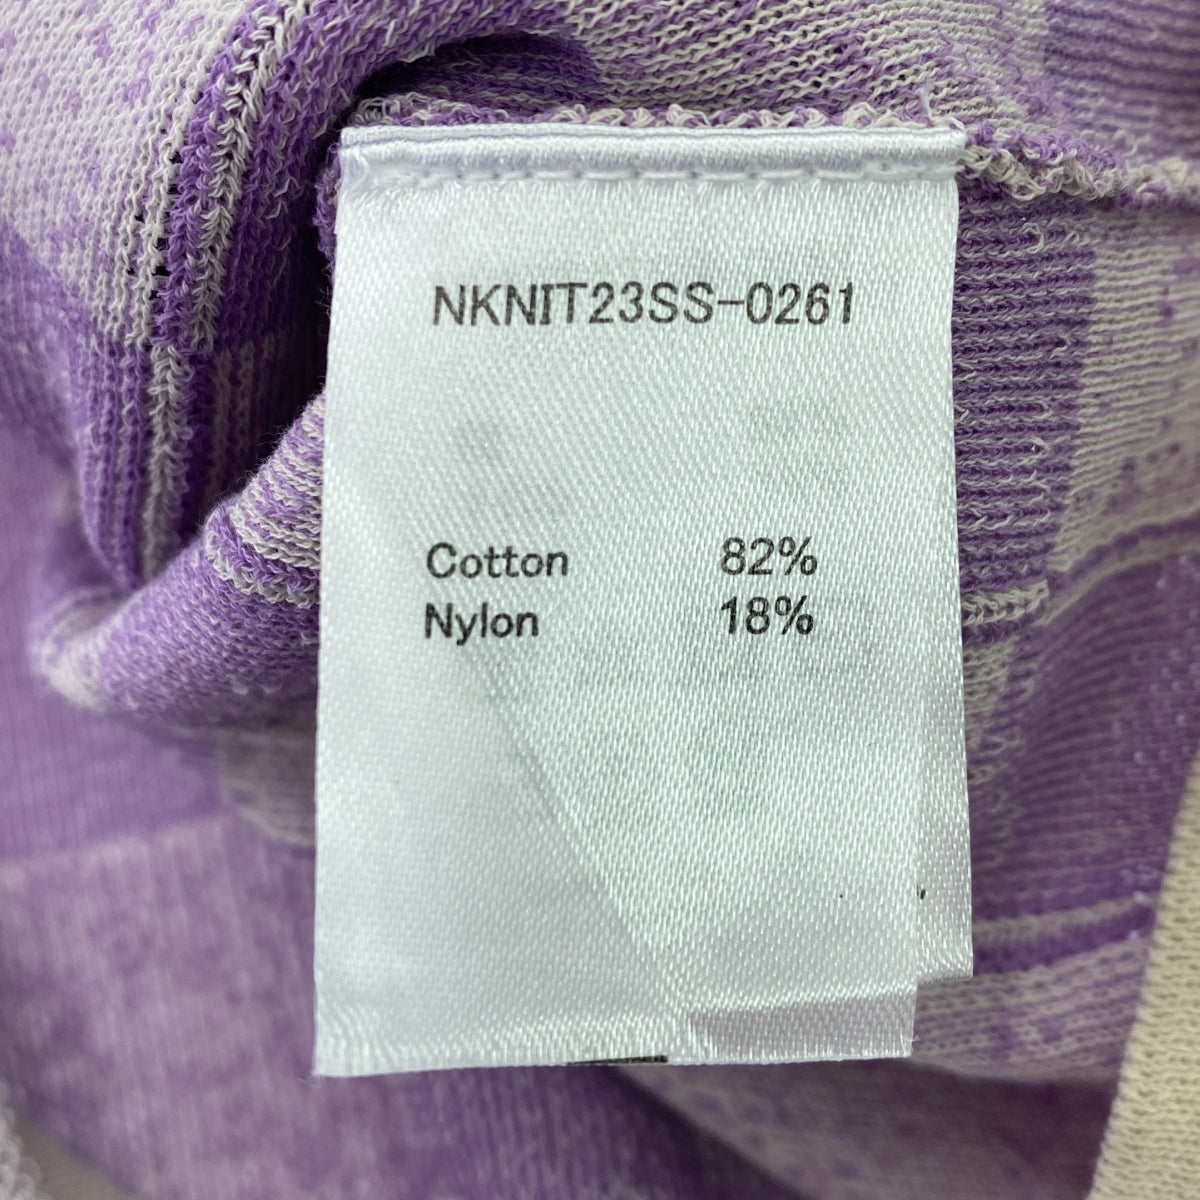 NKNIT23SS-0261
Cotton 82%
Nylon 18%